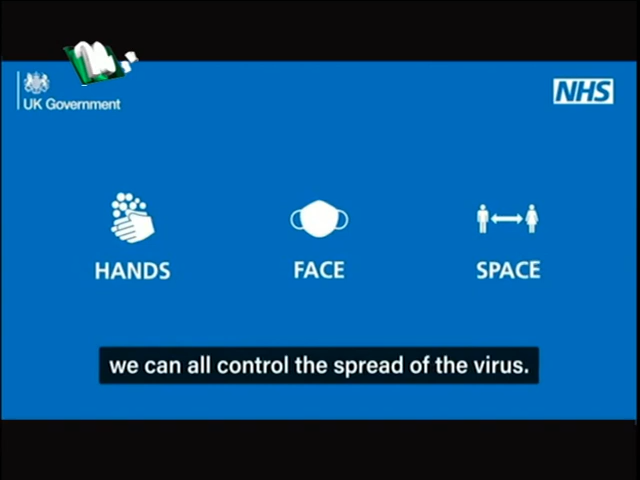 UK Government
NHS
HANDS
FACE
SPACE
we can all control the spread of the virus.